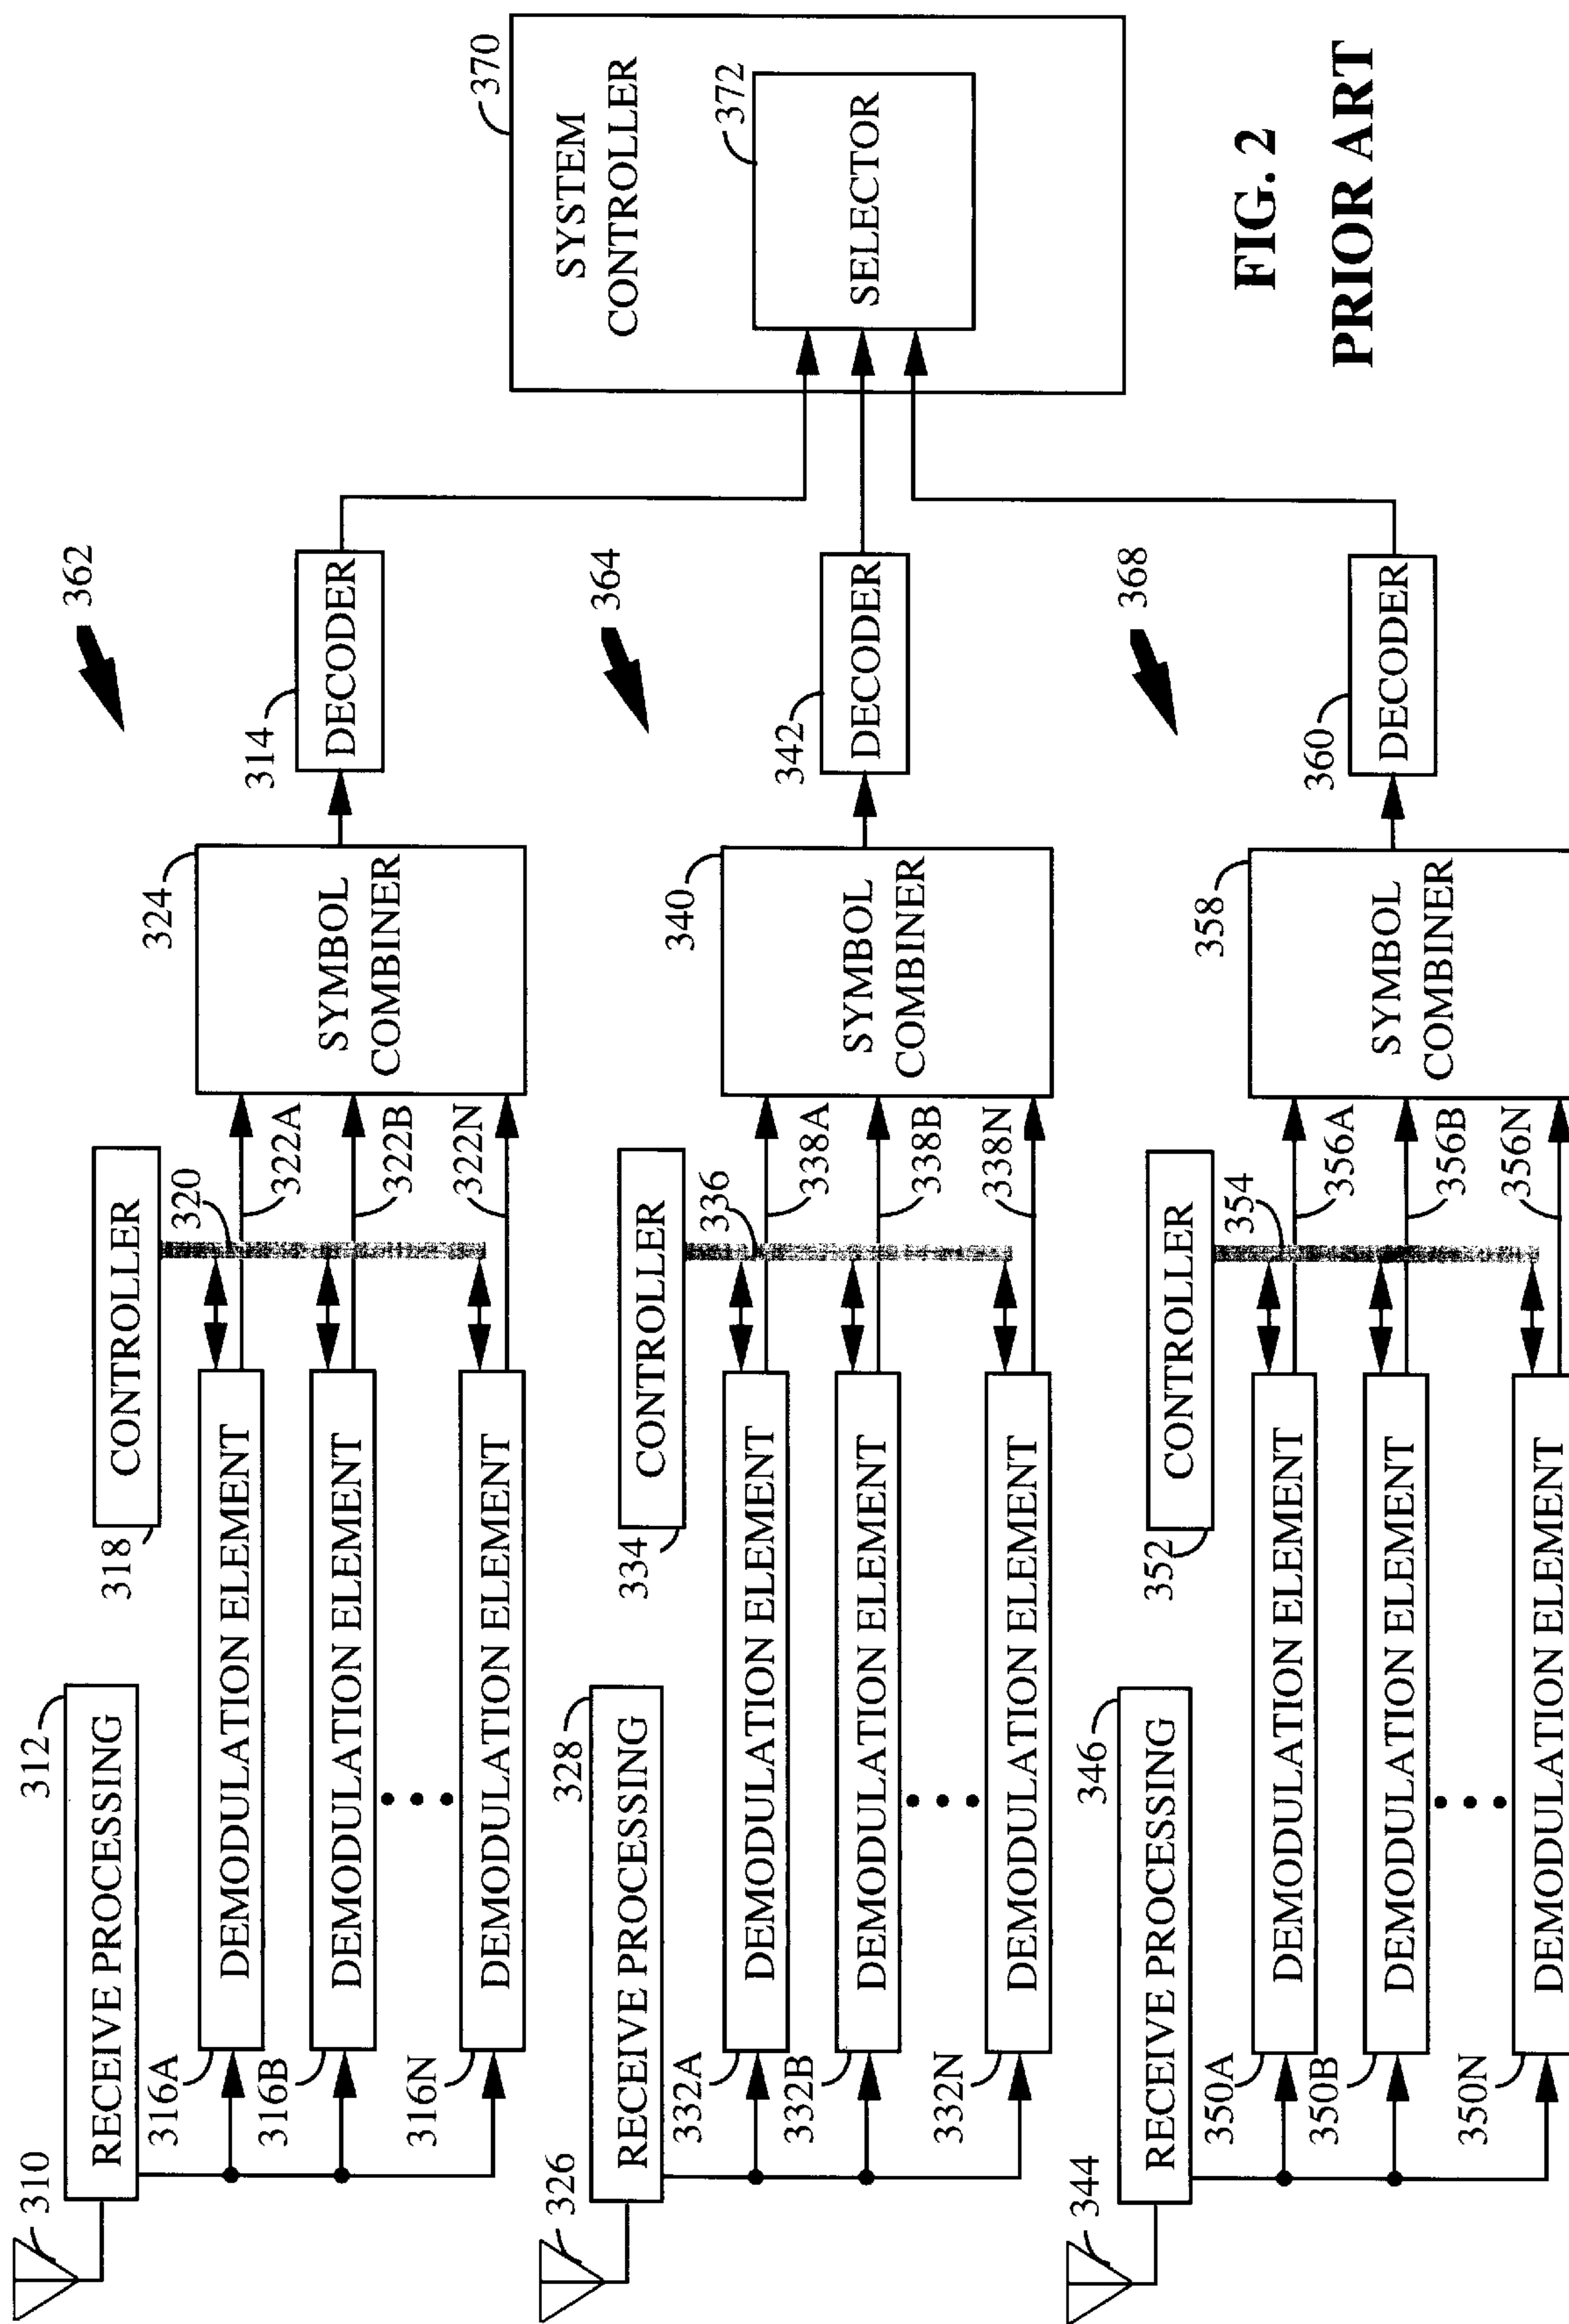 310
312
RECEIVE PROCESSING
318
CONTROLLER
362
316A
DEMODULATION ELEMENT
320
322A
316B
DEMODULATION ELEMENT
322B
316N
DEMODULATION ELEMENT
322N
324
SYMBOL
COMBINER
314
DECODER
326
328
RECEIVE PROCESSING
334
CONTROLLER
364
332A
DEMODULATION ELEMENT
336
338A
332B
DEMODULATION ELEMENT
338B
332N
DEMODULATION ELEMENT
338N
340
SYMBOL
COMBINER
342
DECODER
344
346
RECEIVE PROCESSING
352
CONTROLLER
368
350A
DEMODULATION ELEMENT
354
356A
350B
DEMODULATION ELEMENT
356B
350N
DEMODULATION ELEMENT
356N
358
SYMBOL
COMBINER
360
DECODER
370
SYSTEM
CONTROLLER
372
SELECTOR
FIG. 2
PRIOR ART